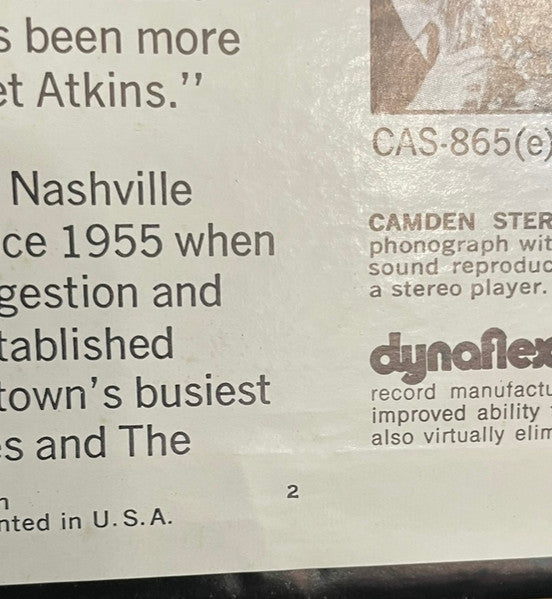 s been more
et Atkins.”
Nashville
ce 1955 when
gestion and
tablished
town's busiest
es and The
n
nted in U.S.A.
2
CAS-865(e)
CAMDEN STER
phonograph wit
sound reproduc
a stereo player.
dynaflex
record manufactu
improved ability
also virtually elim